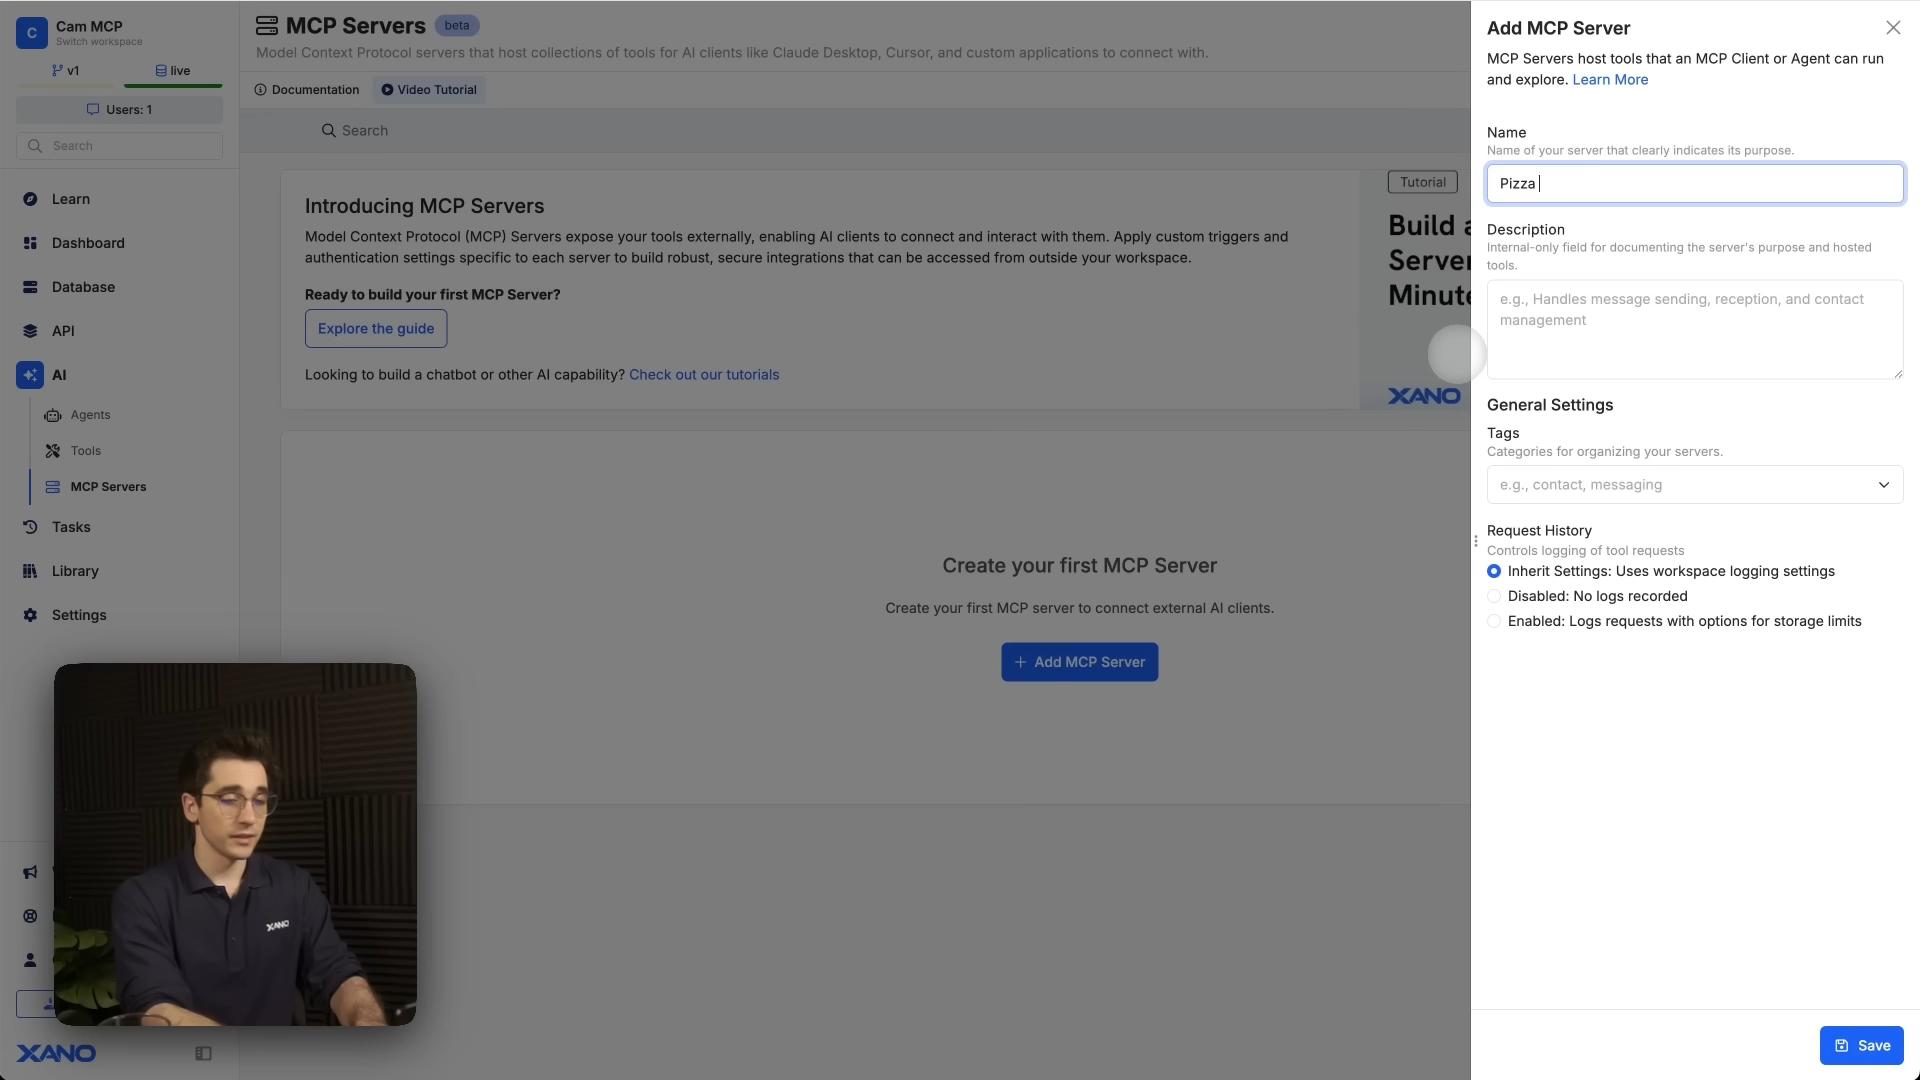 C
Cam MCP
Switch workspace
v1
live
Users: 1
Search
Learn
Dashboard
Database
API
AI
Agents
Tools
MCP Servers
Tasks
Library
Settings
XANO
MCP Servers
beta
Model Context Protocol servers that host collections of tools for AI clients like Claude Desktop, Cursor, and custom applications to connect with.
Documentation
Video Tutorial
Search
Introducing MCP Servers
Model Context Protocol (MCP) Servers expose your tools externally, enabling AI clients to connect and interact with them. Apply custom triggers and
authentication settings specific to each server to build robust, secure integrations that can be accessed from outside your workspace.
Ready to build your first MCP Server?
Explore the guide
Looking to build a chatbot or other AI capability? Check out our tutorials
Tutorial
Build
Server
Minute
XANO
Create your first MCP Server
Create your first MCP server to connect external AI clients.
+ Add MCP Server
XANO
Add MCP Server
MCP Servers host tools that an MCP Client or Agent can run
and explore. Learn More
Name
Name of your server that clearly indicates its purpose.
Pizza
Description
Internal-only field for documenting the server's purpose and hosted
tools.
e.g., Handles message sending, reception, and contact
management
General Settings
Tags
Categories for organizing your servers.
e.g., contact, messaging
Request History
Controls logging of tool requests
Inherit Settings: Uses workspace logging settings
Disabled: No logs recorded
Enabled: Logs requests with options for storage limits
Save